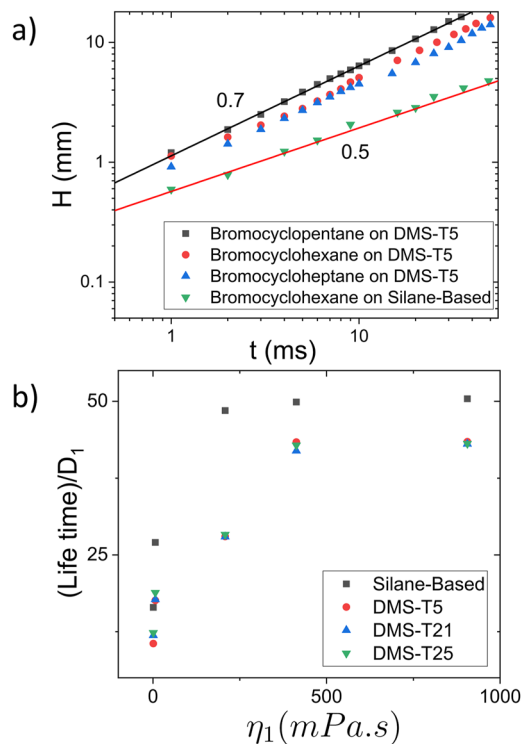 a)
10
1
0.1
H (mm)
0.7
0.5
Bromocyclopentane on DMS-T5
Bromocyclohexane on DMS-T5
Bromocycloheptane on DMS-T5
Bromocyclohexane on Silane-Based
1
10
t (ms)
b)
50
25
(Life time)/D₁
Silane-Based
DMS-T5
DMS-T21
DMS-T25
0
500
1000
η₁(mPa.s)